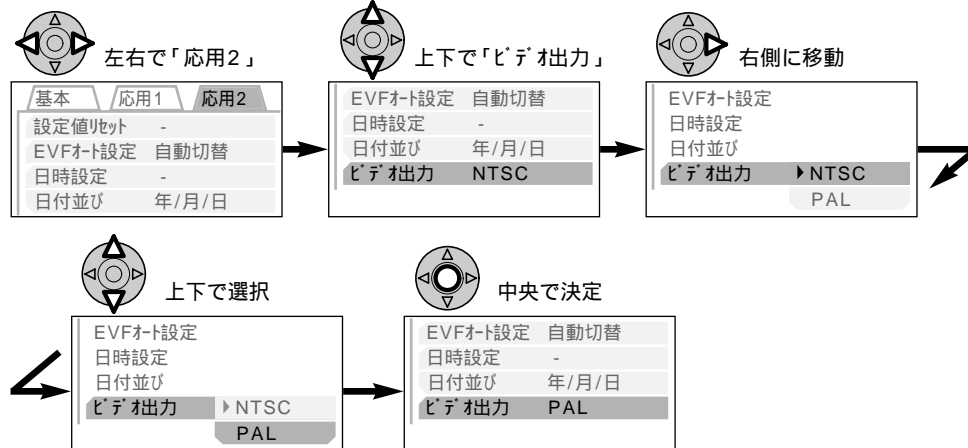 左右で「応用2」
基本 応用1 応用2
設定値ﾘｾｯﾄ -
EVFｵｰﾄ設定 自動切替
日時設定 -
日付並び 年/月/日
上下で「ﾋﾞﾃﾞｵ出力」
EVFｵｰﾄ設定 自動切替
日時設定 -
日付並び 年/月/日
ﾋﾞﾃﾞｵ出力 NTSC
右側に移動
EVFｵｰﾄ設定
日時設定
日付並び
ﾋﾞﾃﾞｵ出力 NTSC
PAL
上下で選択
EVFｵｰﾄ設定
日時設定
日付並び
ﾋﾞﾃﾞｵ出力 NTSC
PAL
中央で決定
EVFｵｰﾄ設定 自動切替
日時設定 -
日付並び 年/月/日
ﾋﾞﾃﾞｵ出力 PAL